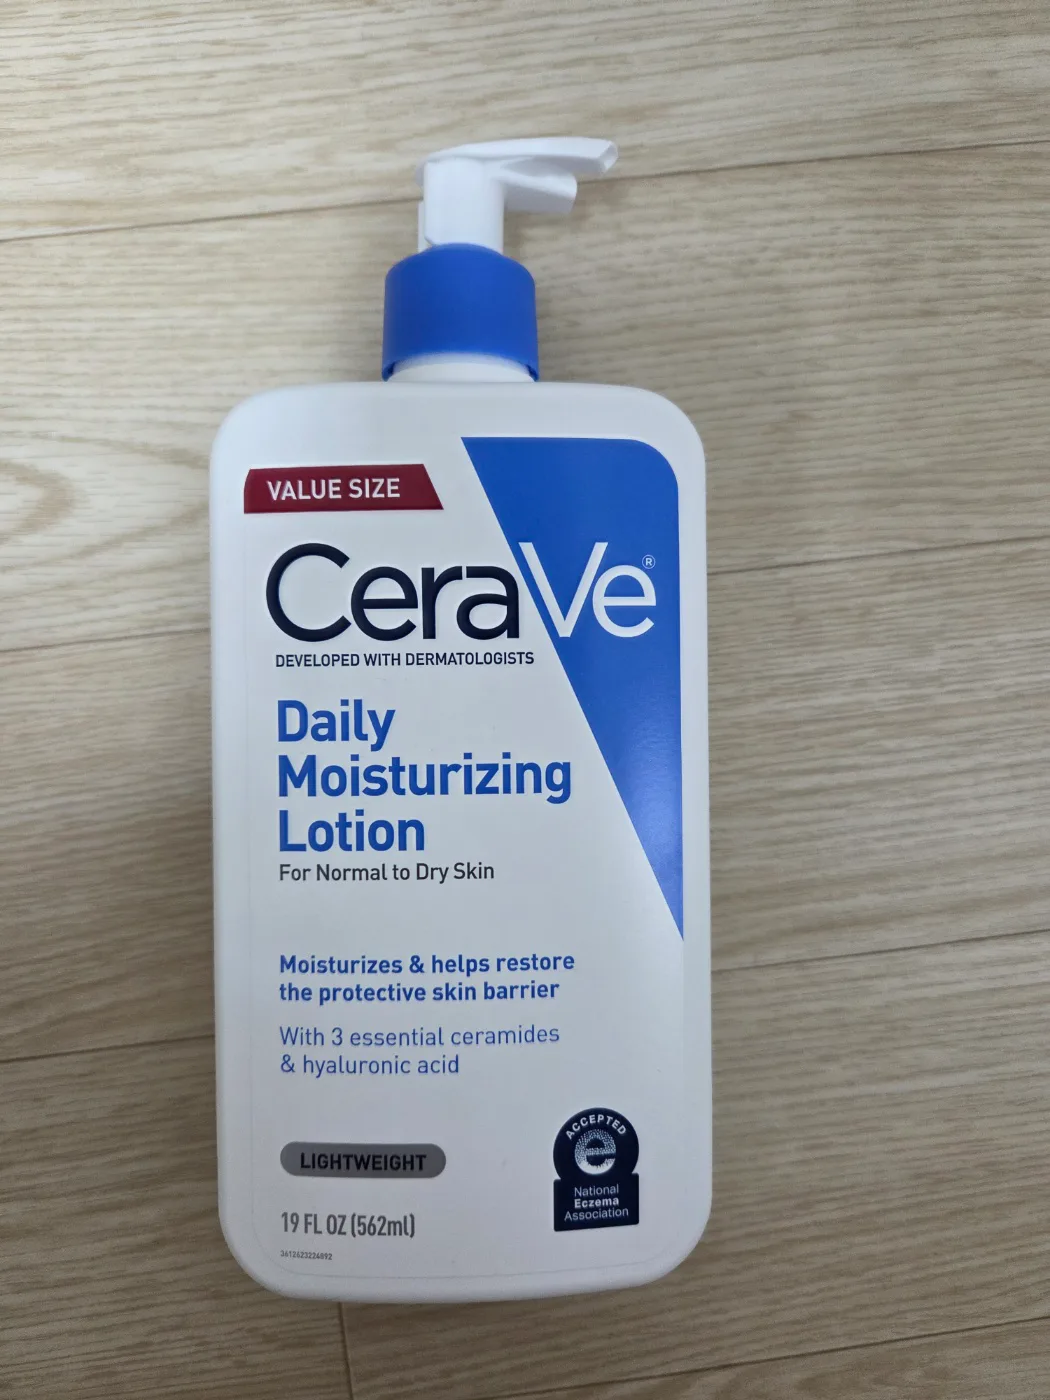 VALUE SIZE
CeraVe®
DEVELOPED WITH DERMATOLOGISTS
Daily
Moisturizing
Lotion
For Normal to Dry Skin
Moisturizes & helps restore
the protective skin barrier
With 3 essential ceramides
& hyaluronic acid
LIGHTWEIGHT
19 FL OZ (562ml)
3612623224092
ACCEPTED
e
National
Eczema
Association